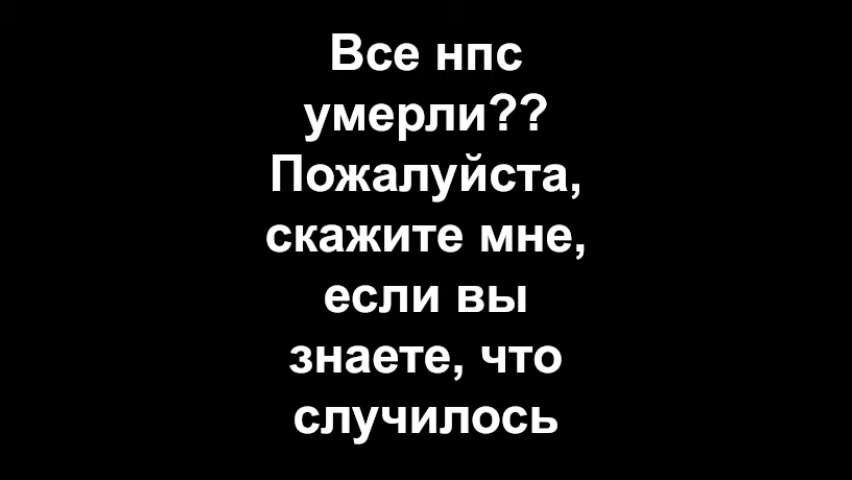 Все нпс
умерли??
Пожалуйста,
скажите мне,
если вы
знаете, что
случилось